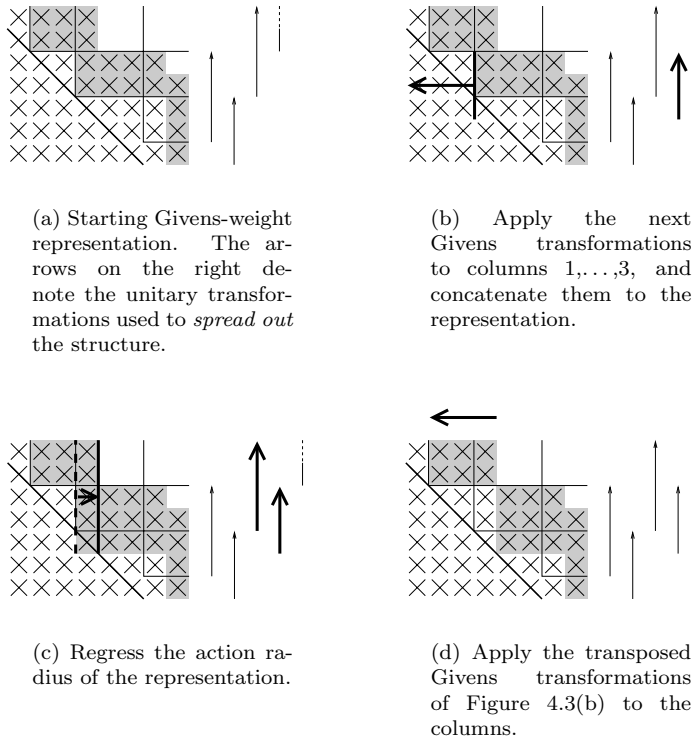 (a) Starting Givens-weight
representation. The ar-
rows on the right de-
note the unitary transfor-
mations used to spread out
the structure.
(b) Apply the next
Givens transformations
to columns 1,...,3, and
concatenate them to the
representation.
(c) Regress the action ra-
dius of the representation.
(d) Apply the transposed
Givens transformations
of Figure 4.3(b) to the
columns.